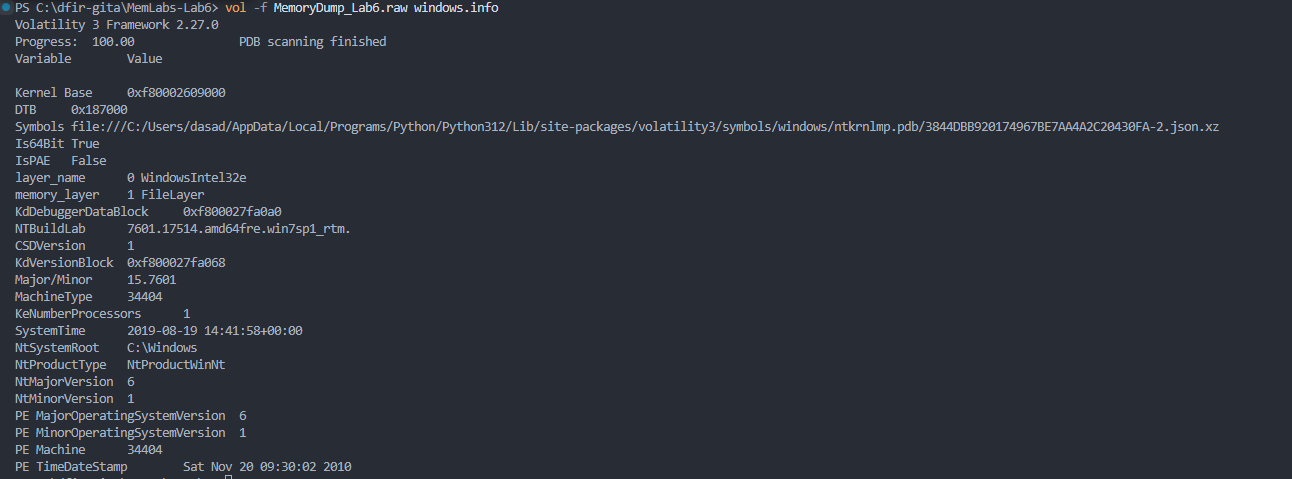 PS C:\dfir-gita\MemLabs-Lab6> vol -f MemoryDump_Lab6.raw windows.info
Volatility 3 Framework 2.27.0
Progress:  100.00               PDB scanning finished
Variable        Value
Kernel Base     0xf80002609000
DTB     0x187000
Symbols file:///C:/Users/dasad/AppData/Local/Programs/Python/Python312/Lib/site-packages/volatility3/symbols/windows/ntkrnlmp.pdb/3844DBB920174967BE7AA4A2C20430FA-2.json.xz
Is64Bit True
IsPAE   False
layer_name      0 WindowsIntel32e
memory_layer    1 FileLayer
KdDebuggerDataBlock     0xf800027fa0a0
NTBuildLab      7601.17514.amd64fre.win7sp1_rtm.
CSDVersion      1
KdVersionBlock  0xf800027fa068
Major/Minor     15.7601
MachineType     34404
KeNumberProcessors      1
SystemTime      2019-08-19 14:41:58+00:00
NtSystemRoot    C:\Windows
NtProductType   NtProductWinNt
NtMajorVersion  6
NtMinorVersion  1
PE MajorOperatingSystemVersion  6
PE MinorOperatingSystemVersion  1
PE Machine      34404
PE TimeDateStamp        Sat Nov 20 09:30:02 2010